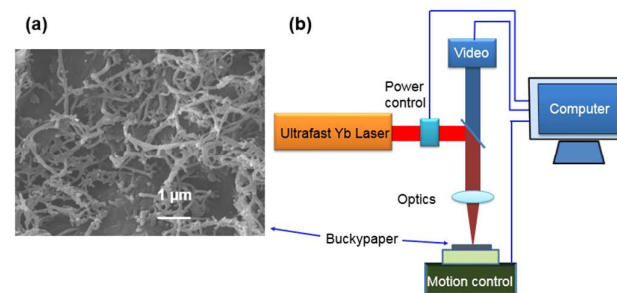 (a)
1 µm
(b)
Video
Power
control
Ultrafast Yb Laser
Computer
Optics
Buckypaper
Motion control